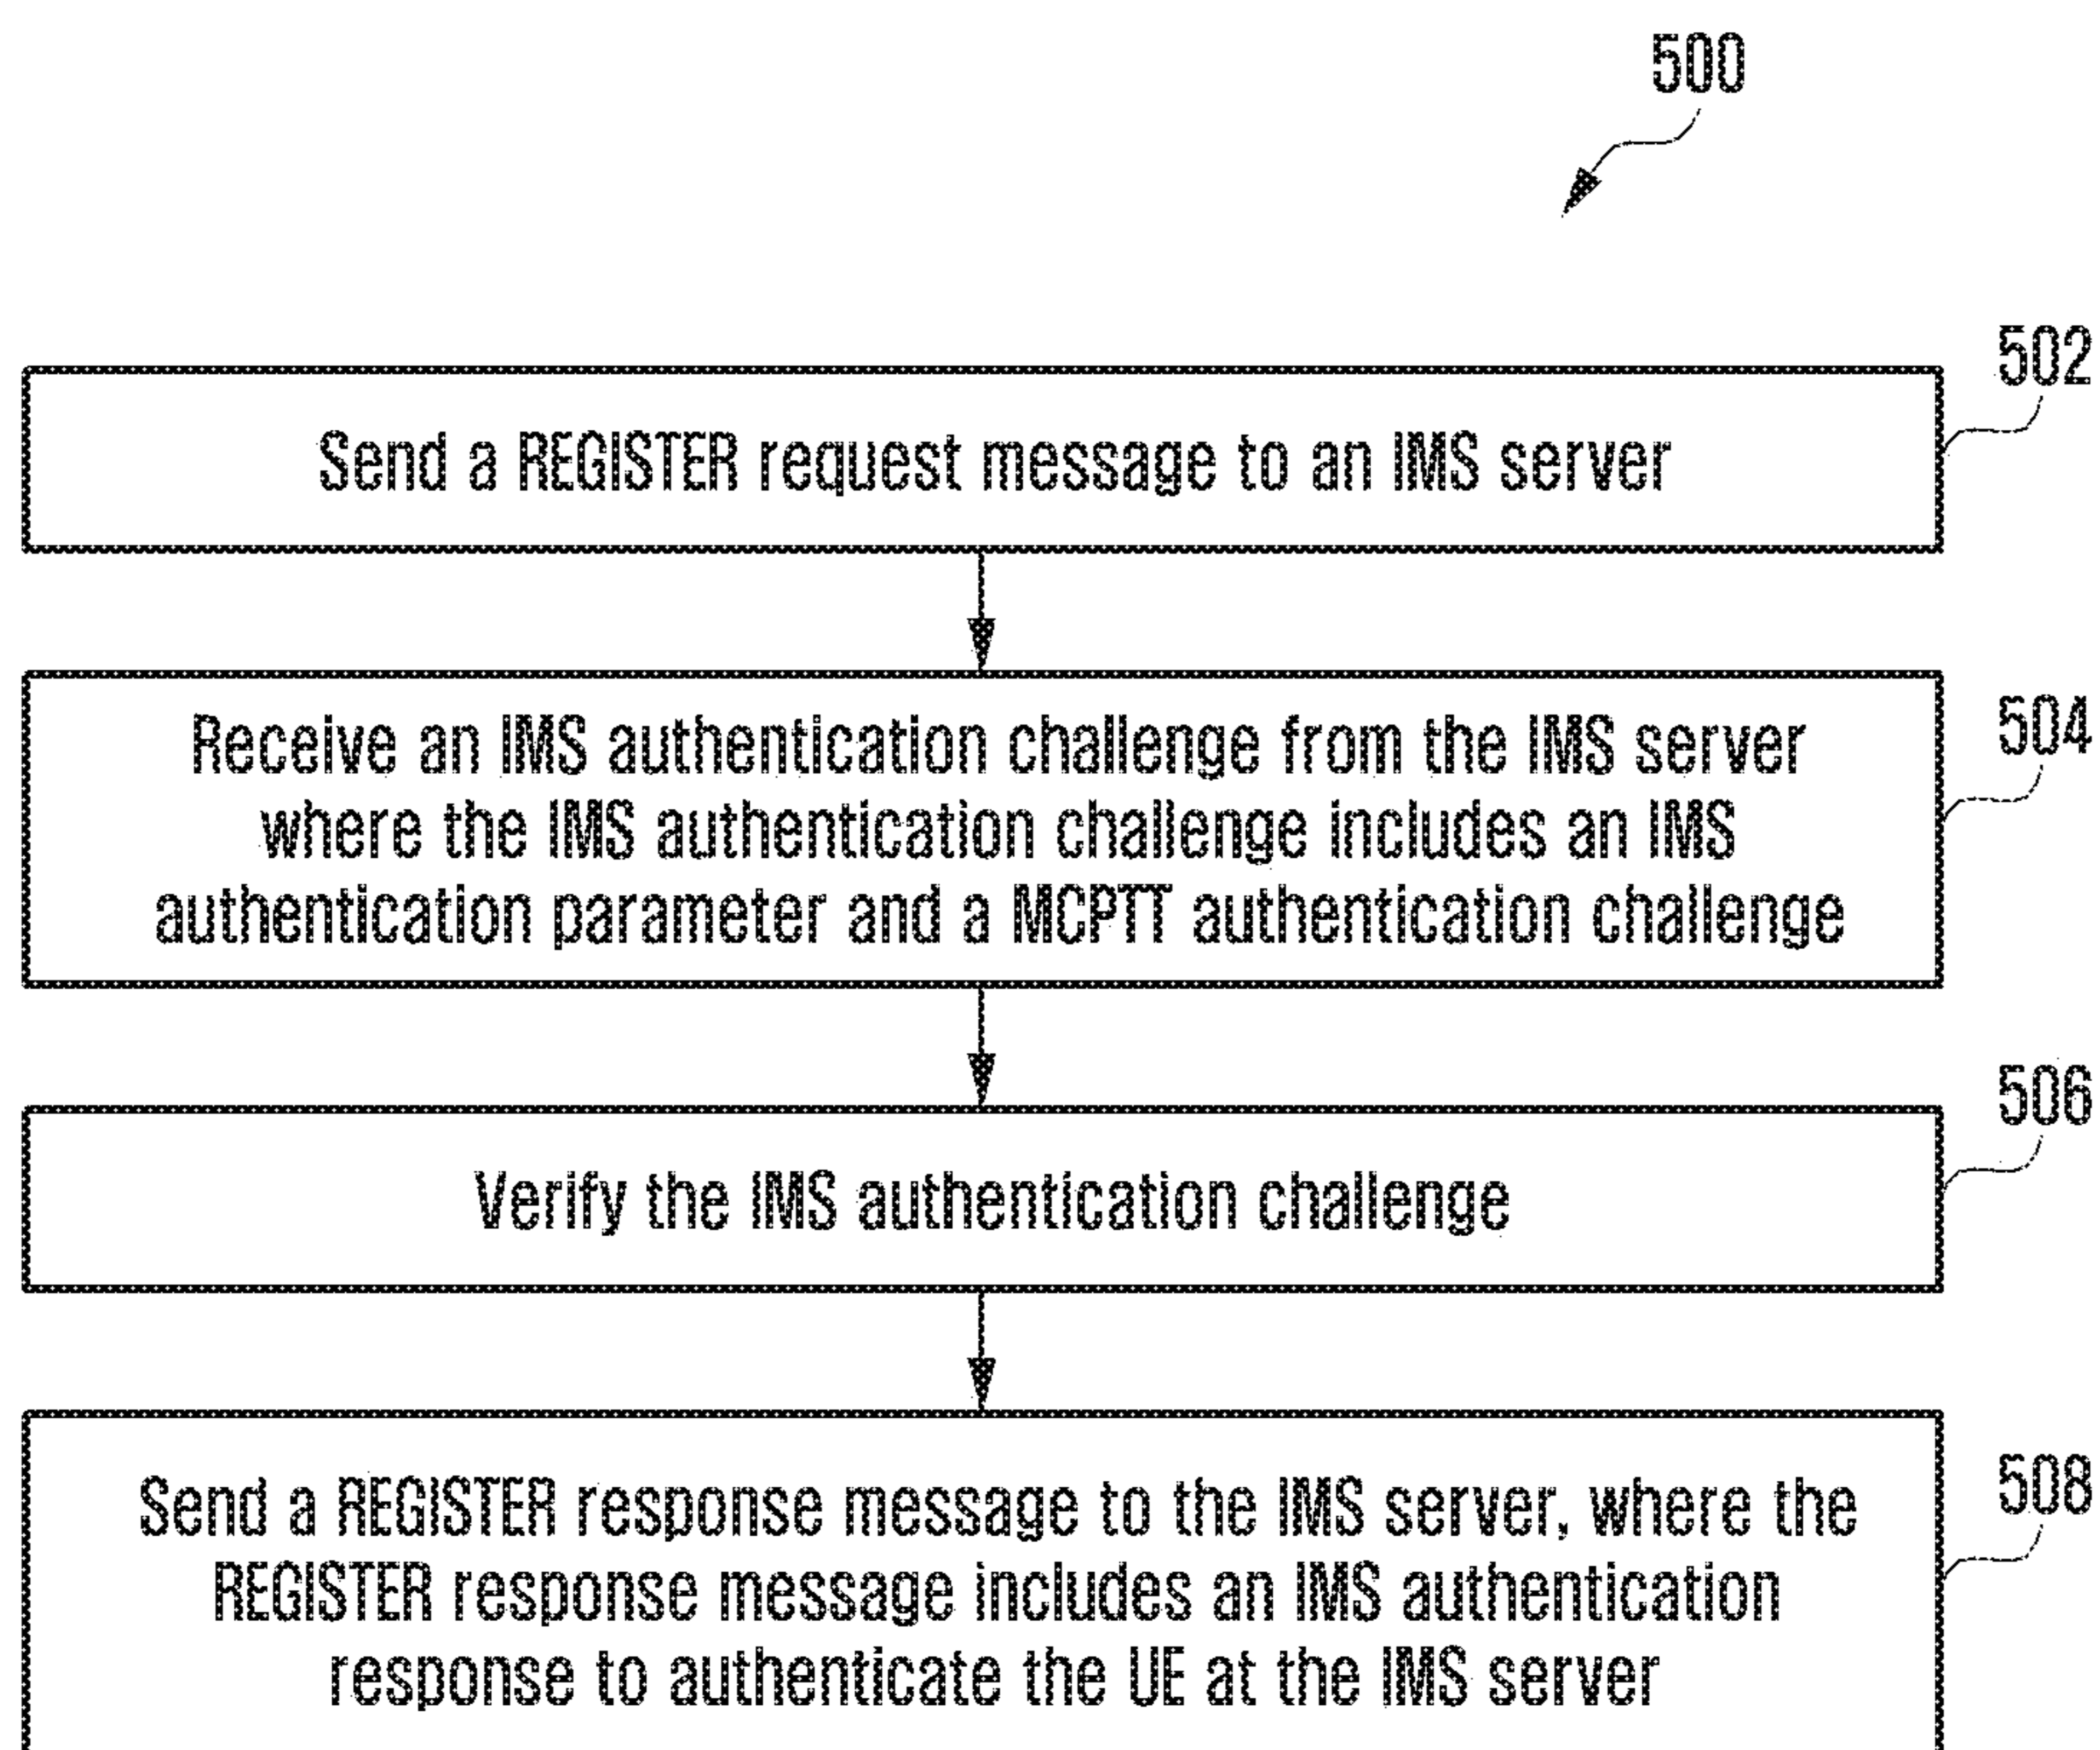 500
502
Send a REGISTER request message to an IMS server
504
Receive an IMS authentication challenge from the IMS server
where the IMS authentication challenge includes an IMS
authentication parameter and a MCPTT authentication challenge
506
Verify the IMS authentication challenge
508
Send a REGISTER response message to the IMS server, where the
REGISTER response message includes an IMS authentication
response to authenticate the UE at the IMS server